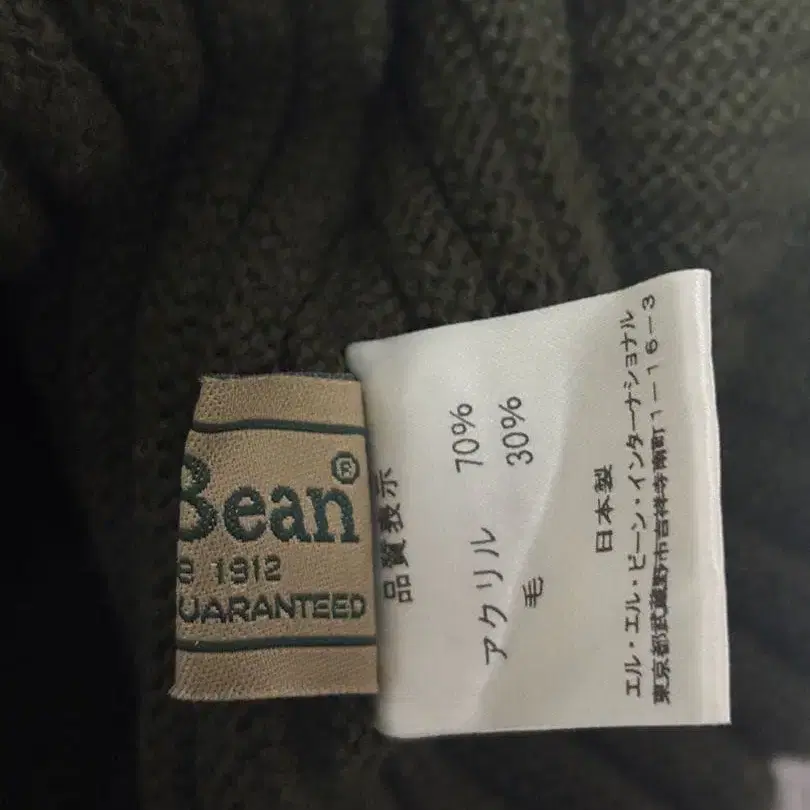 Bean®
e 1912
UARANTEED
品質表示
アクリル 70%
毛 30%
日本製
エル・エル・ビーン・インターナショナル
東京都武蔵野市吉祥寺南町1-16-3